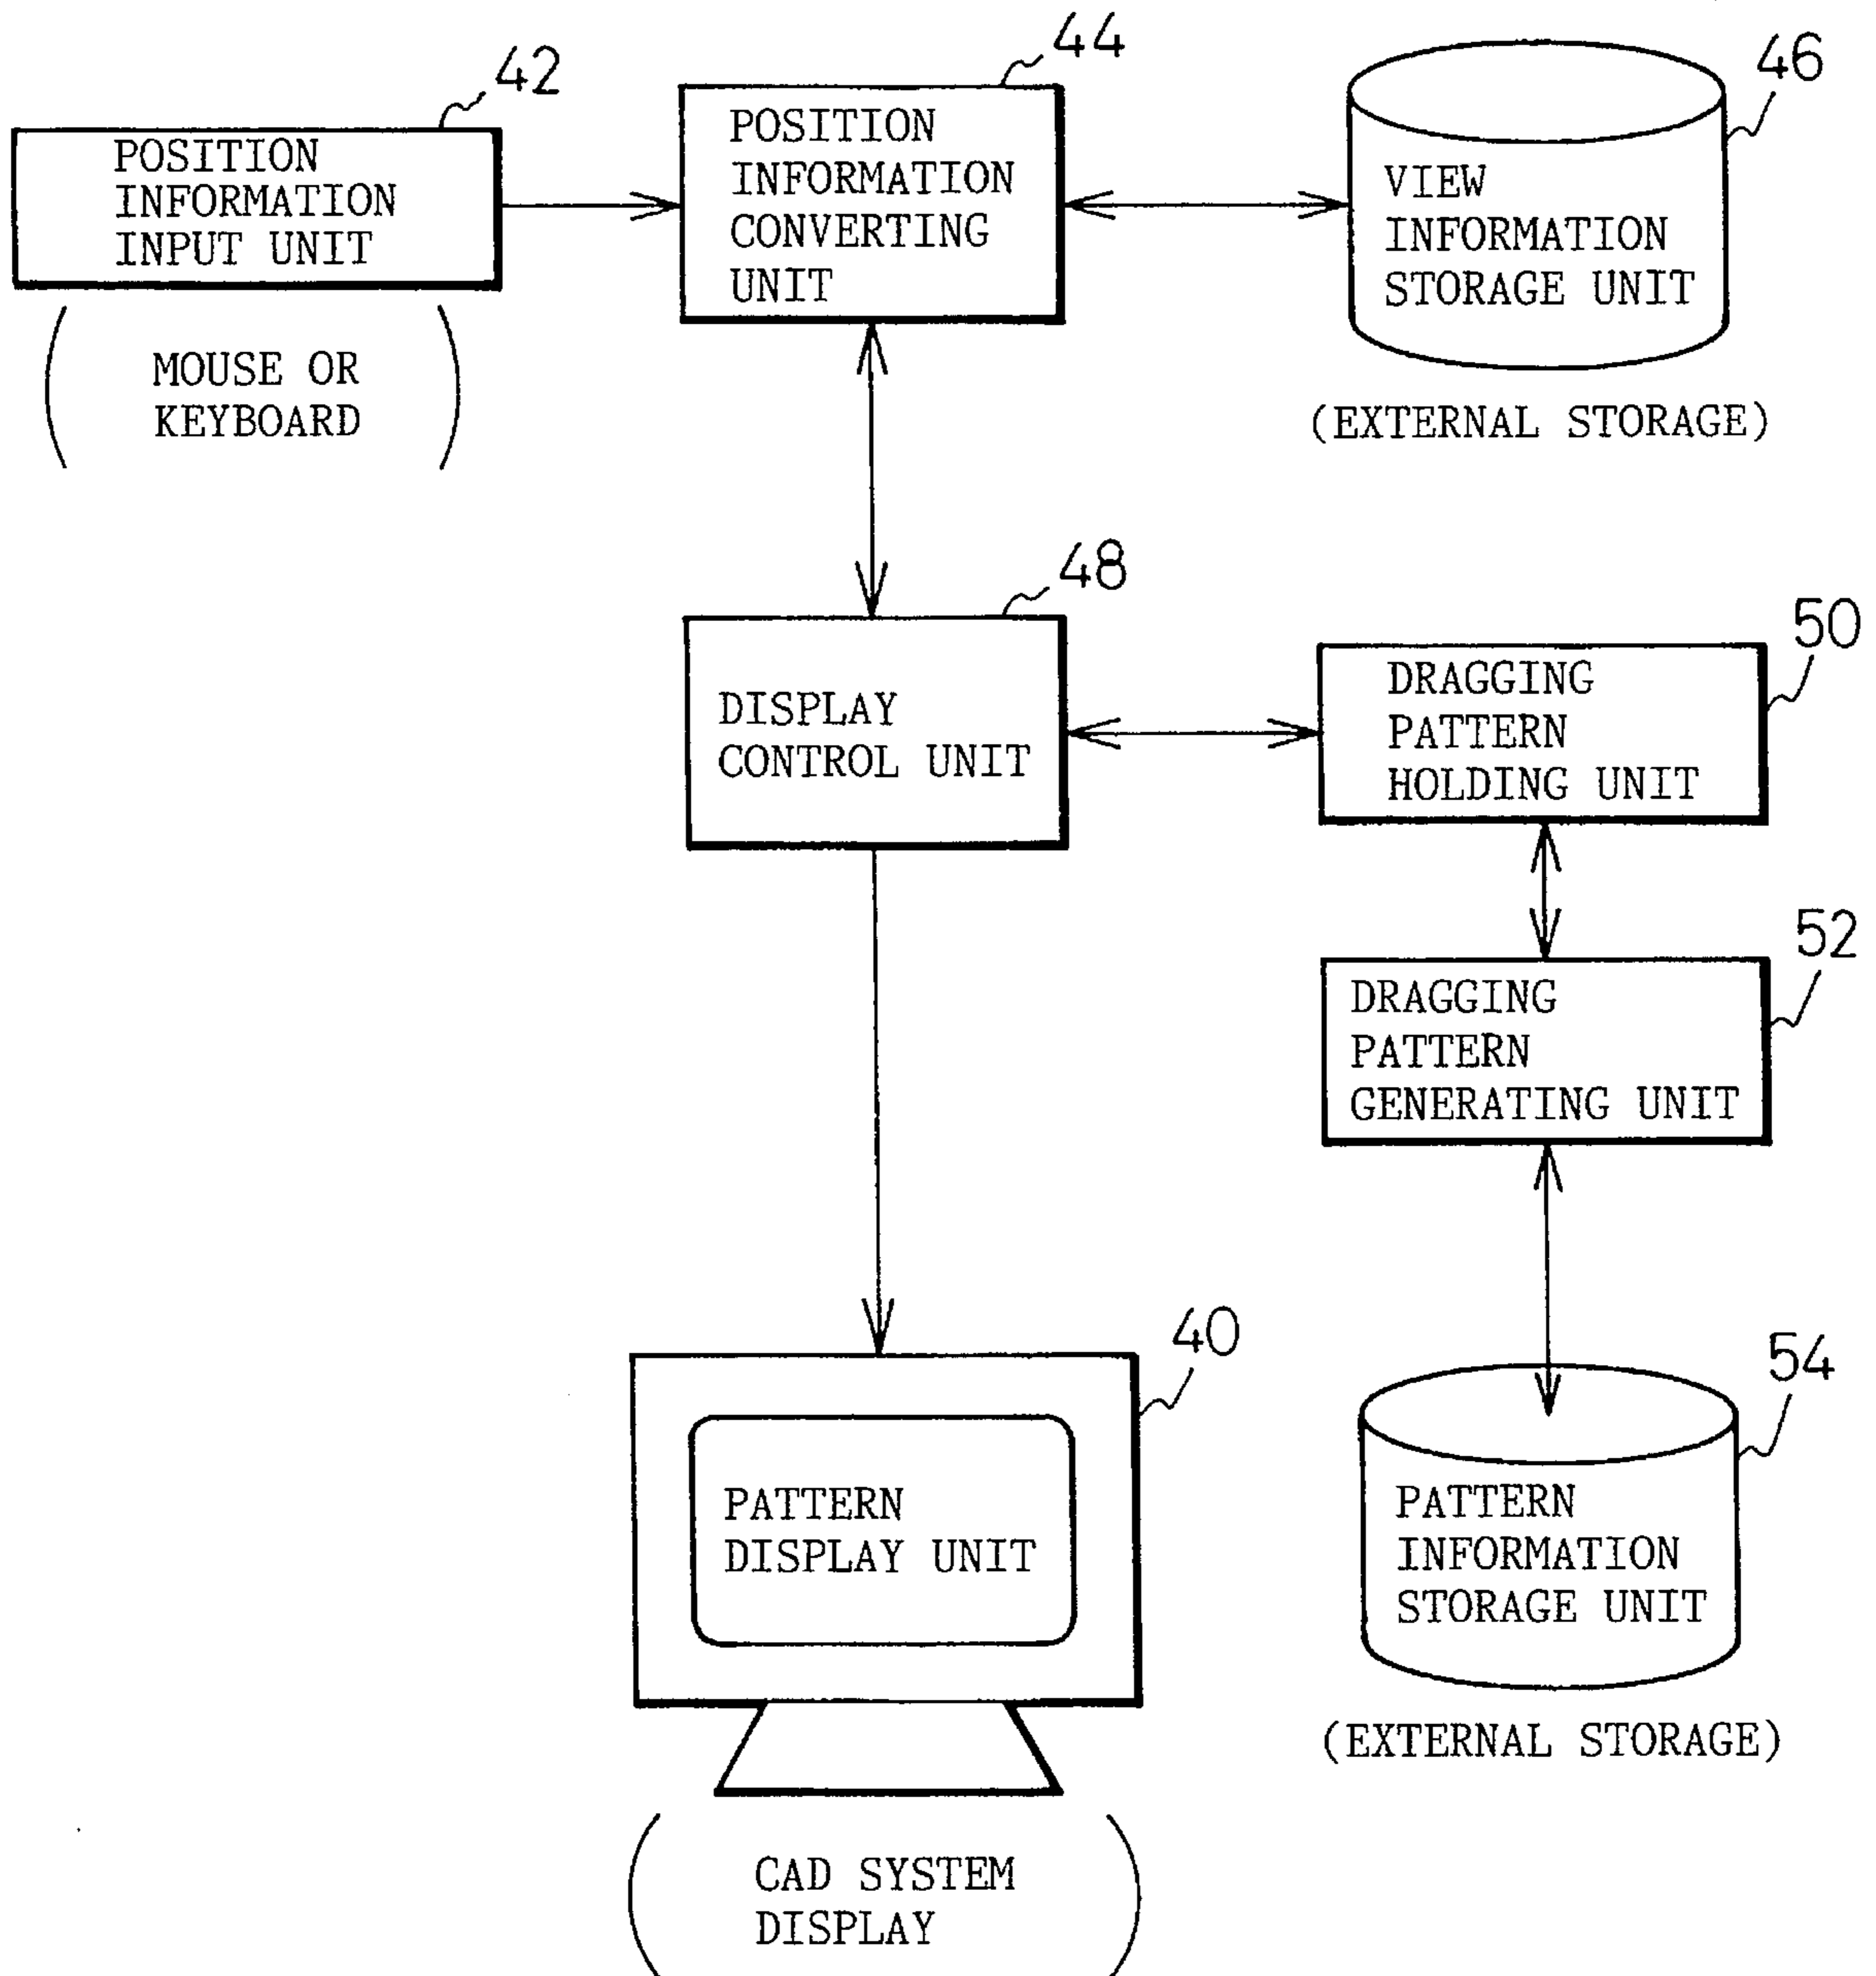 42
POSITION
INFORMATION
INPUT UNIT
(MOUSE OR
KEYBOARD)
44
POSITION
INFORMATION
CONVERTING
UNIT
46
VIEW
INFORMATION
STORAGE UNIT
(EXTERNAL STORAGE)
48
DISPLAY
CONTROL UNIT
50
DRAGGING
PATTERN
HOLDING UNIT
52
DRAGGING
PATTERN
GENERATING UNIT
40
PATTERN
DISPLAY UNIT
(CAD SYSTEM
DISPLAY)
54
PATTERN
INFORMATION
STORAGE UNIT
(EXTERNAL STORAGE)